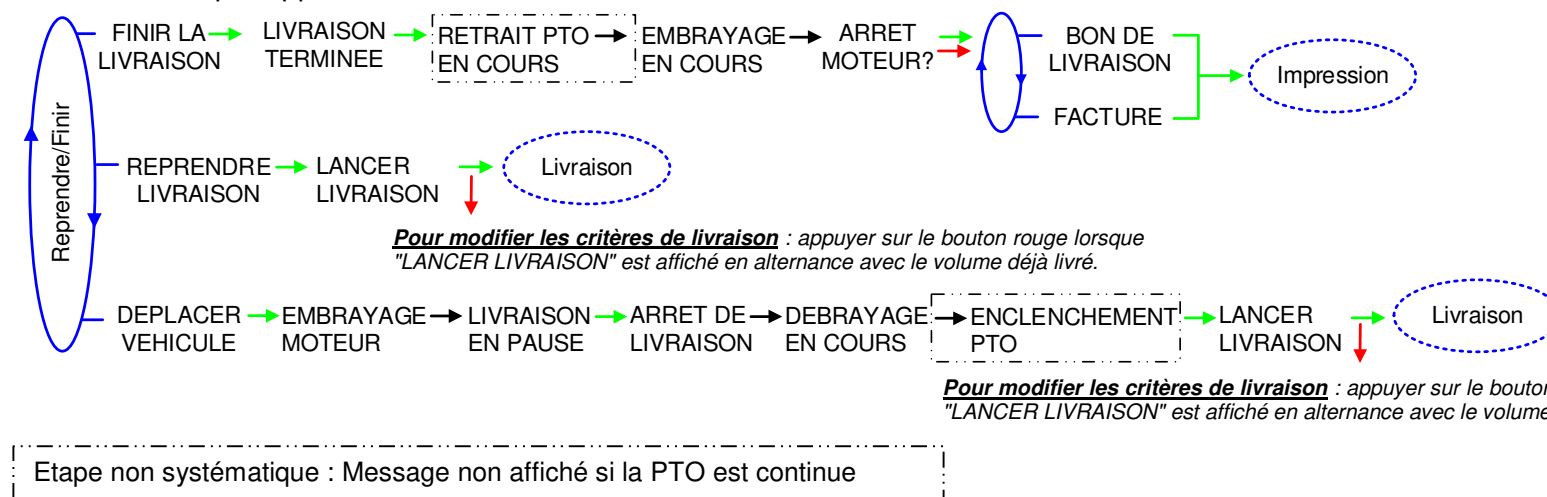 FINIR LA
LIVRAISON
LIVRAISON
TERMINEE
RETRAIT PTO
EN COURS
EMBRAYAGE
EN COURS
ARRET
MOTEUR?
BON DE
LIVRAISON
FACTURE
Impression
Reprendre/Finir
REPRENDRE
LIVRAISON
LANCER
LIVRAISON
Livraison
Pour modifier les critères de livraison : appuyer sur le bouton rouge lorsque
"LANCER LIVRAISON" est affiché en alternance avec le volume déjà livré.
DEPLACER
VEHICULE
EMBRAYAGE
MOTEUR
LIVRAISON
EN PAUSE
ARRET DE
LIVRAISON
DEBRAYAGE
EN COURS
ENCLENCHEMENT
PTO
LANCER
LIVRAISON
Livraison
Pour modifier les critères de livraison : appuyer sur le bouton
"LANCER LIVRAISON" est affiché en alternance avec le volume
Etape non systématique : Message non affiché si la PTO est continue